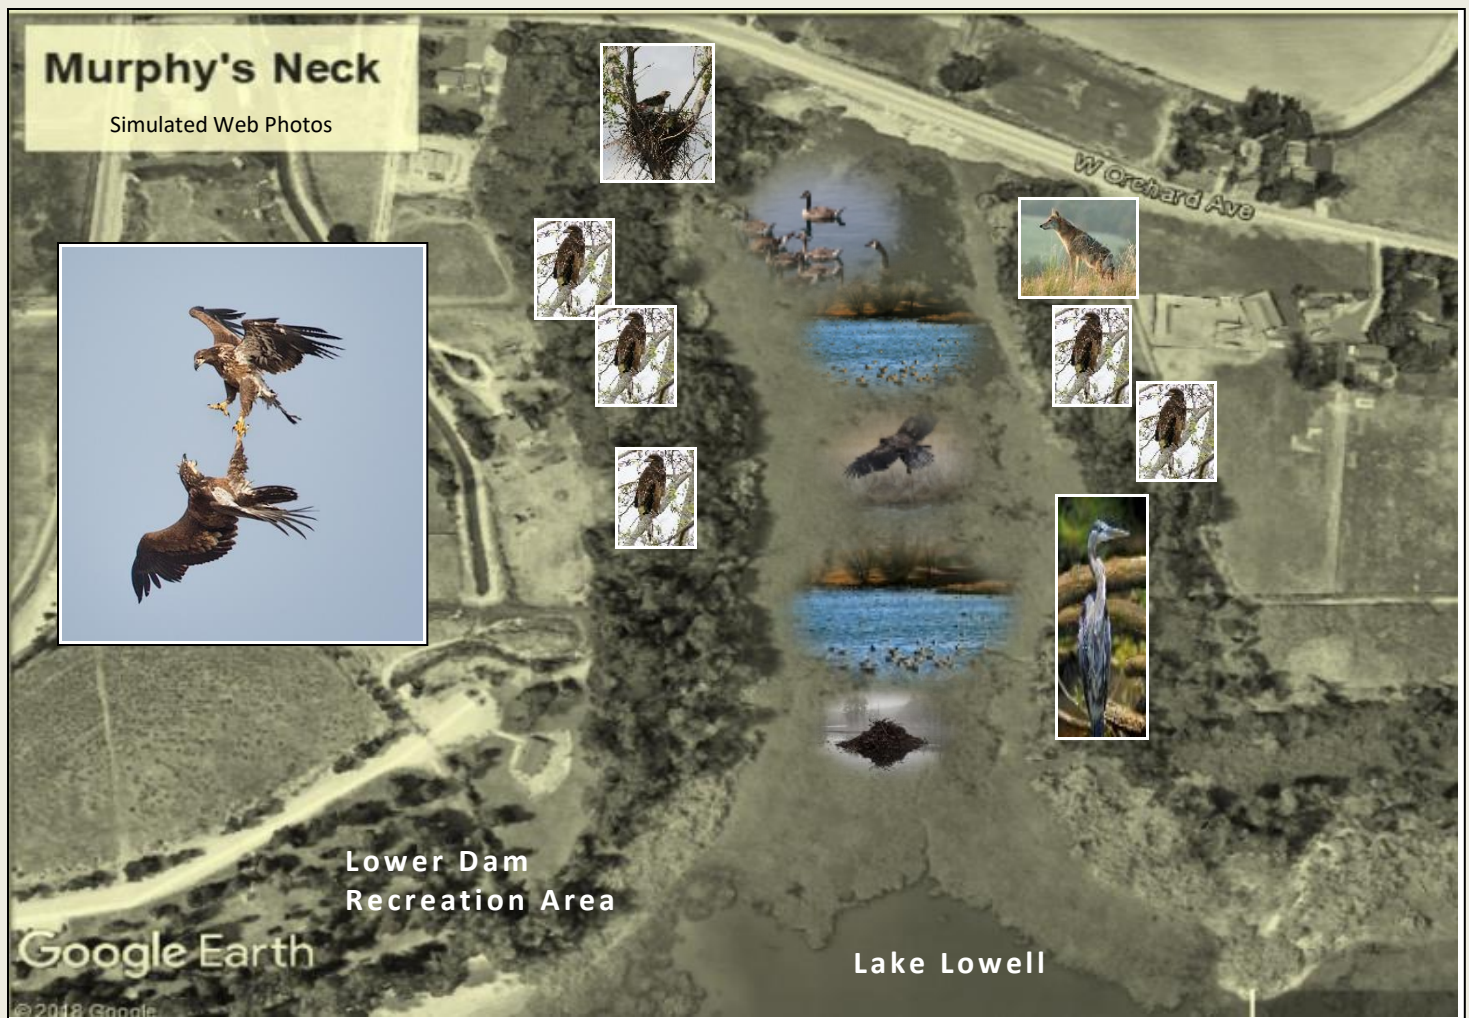 Murphy's Neck
Simulated Web Photos
W Orchard Ave
Lower Dam
Recreation Area
Google Earth
Lake Lowell
© 2018 Google